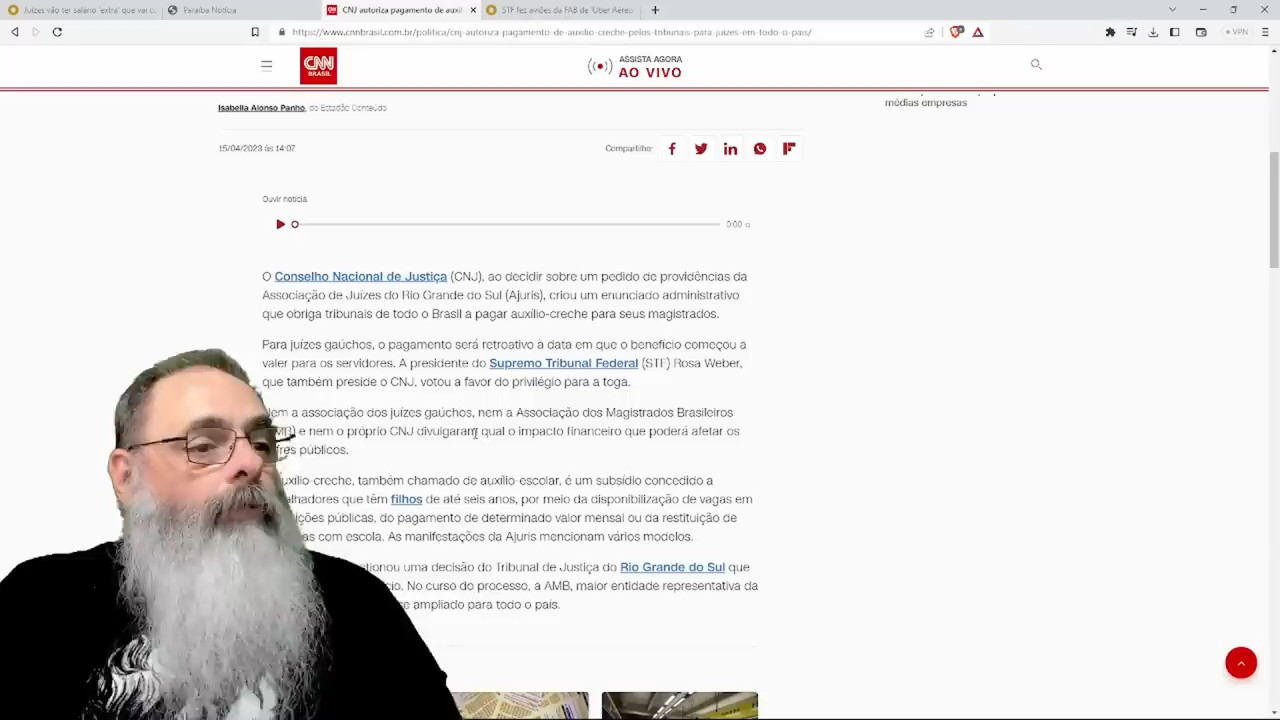 Juízes vão ter salário "extra" que cu
Paraíba Notícia
CNJ autoriza pagamento de auxíl
STF fez aviões da FAB de 'Uber Aéreo
https://www.cnnbrasil.com.br/politica/cnj-autoriza-pagamento-de-auxilio-creche-pelos-tribunais-para-juizes-em-todo-o-pais/
VPN
CNN
BRASIL
ASSISTA AGORA
AO VIVO
médias empresas
Isabella Alonso Panho, do Estadão Conteúdo
15/04/2023 às 14:07
Compartilhe:
Ouvir notícia
0:00
O Conselho Nacional de Justiça (CNJ), ao decidir sobre um pedido de providências da
Associação de Juízes do Rio Grande do Sul (Ajuris), criou um enunciado administrativo
que obriga tribunais de todo o Brasil a pagar auxílio-creche para seus magistrados.
Para juízes gaúchos, o pagamento será retroativo à data em que o benefício começou a
valer para os servidores. A presidente do Supremo Tribunal Federal (STF) Rosa Weber,
que também preside o CNJ, votou a favor do privilégio para a toga.
em a associação dos juízes gaúchos, nem a Associação dos Magistrados Brasileiros
MB) e nem o próprio CNJ divulgaram qual o impacto financeiro que poderá afetar os
fres públicos.
uxílio-creche, também chamado de auxílio-escolar, é um subsídio concedido a
alhadores que têm filhos de até seis anos, por meio da disponibilização de vagas em
ições públicas, do pagamento de determinado valor mensal ou da restituição de
as com escola. As manifestações da Ajuris mencionam vários modelos.
tionou uma decisão do Tribunal de Justiça do Rio Grande do Sul que
cio. No curso do processo, a AMB, maior entidade representativa da
se ampliado para todo o país.